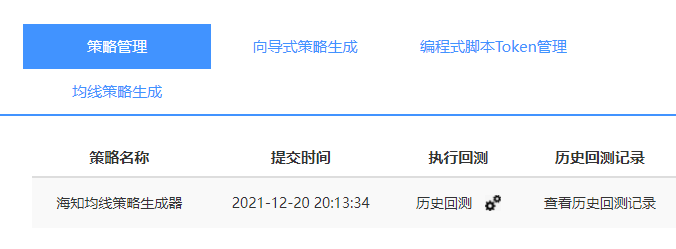 策略管理 向导式策略生成 编程式脚本Token管理
均线策略生成
策略名称 提交时间 执行回测 历史回测记录
海知均线策略生成器 2021-12-20 20:13:34 历史回测 查看历史回测记录